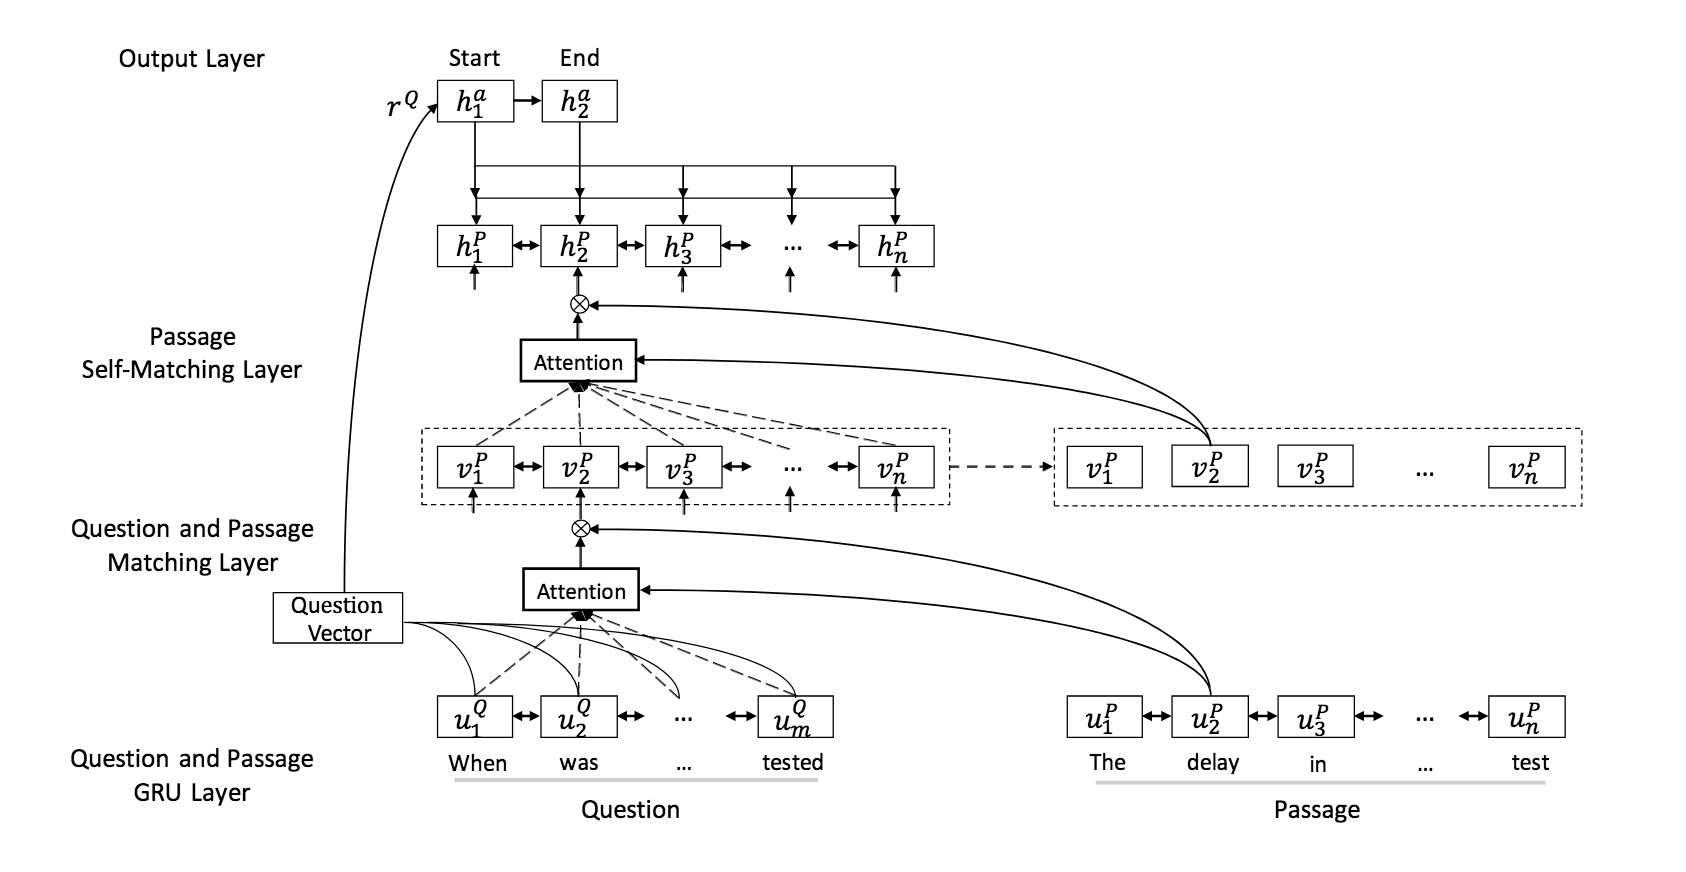 Output Layer
Start End
r^Q h_1^a h_2^a
h_1^P h_2^P h_3^P ... h_n^P
Passage
Self-Matching Layer
Attention
v_1^P v_2^P v_3^P ... v_n^P v_1^P v_2^P v_3^P ... v_n^P
Question and Passage
Matching Layer
Attention
Question
Vector
u_1^Q u_2^Q ... u_m^Q u_1^P u_2^P u_3^P ... u_n^P
Question and Passage
GRU Layer
When was ... tested The delay in ... test
Question Passage